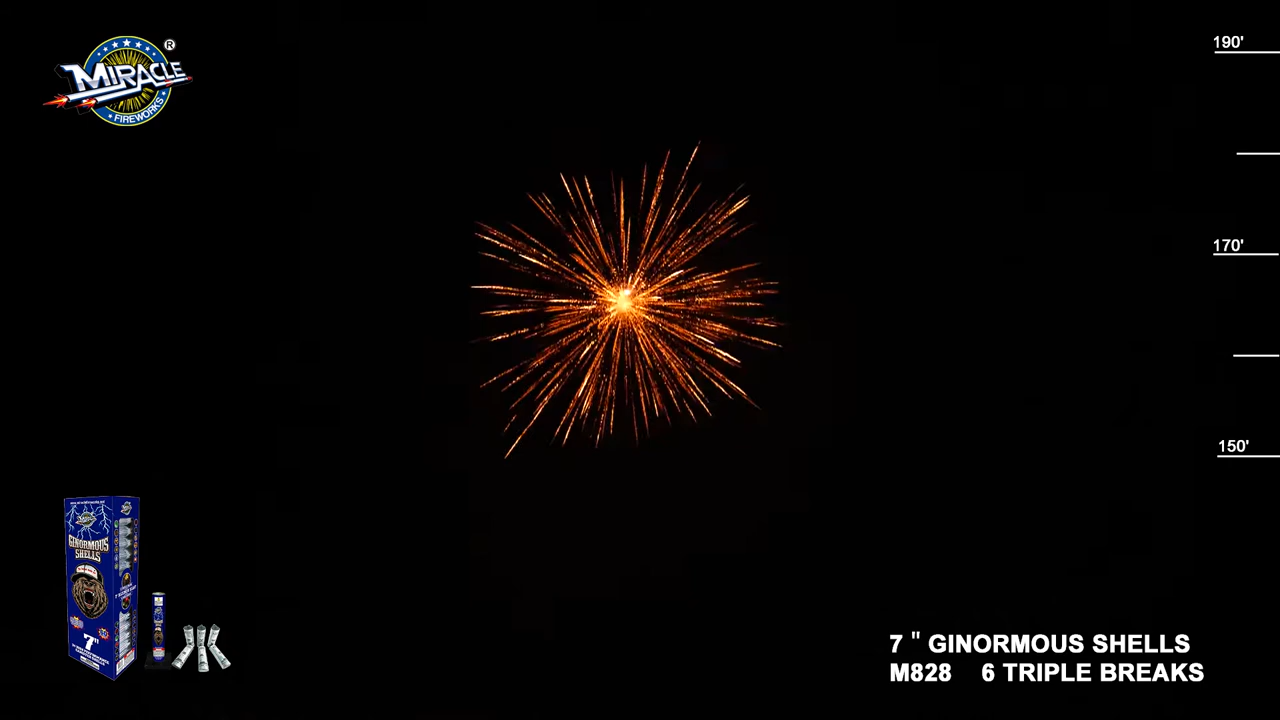 MIRACLE
®
FIREWORKS
190'
170'
150'
GINORMOUS
SHELLS
7"
7 " GINORMOUS SHELLS
M828 6 TRIPLE BREAKS